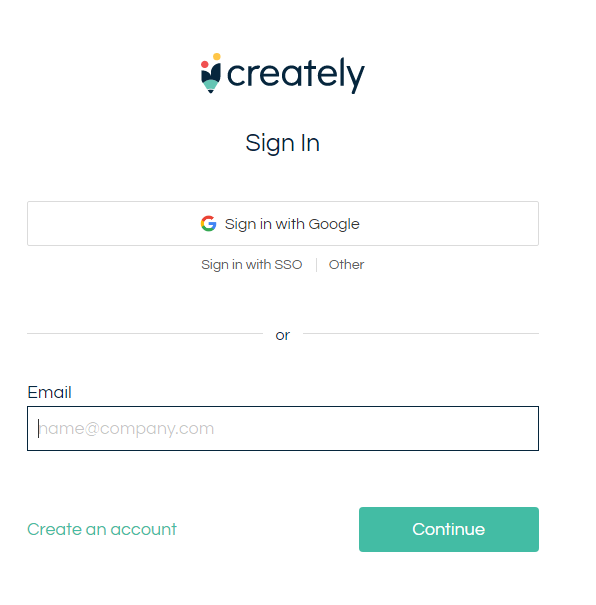 creately
Sign In
Sign in with Google
Sign in with SSO | Other
or
Email
name@company.com
Create an account Continue